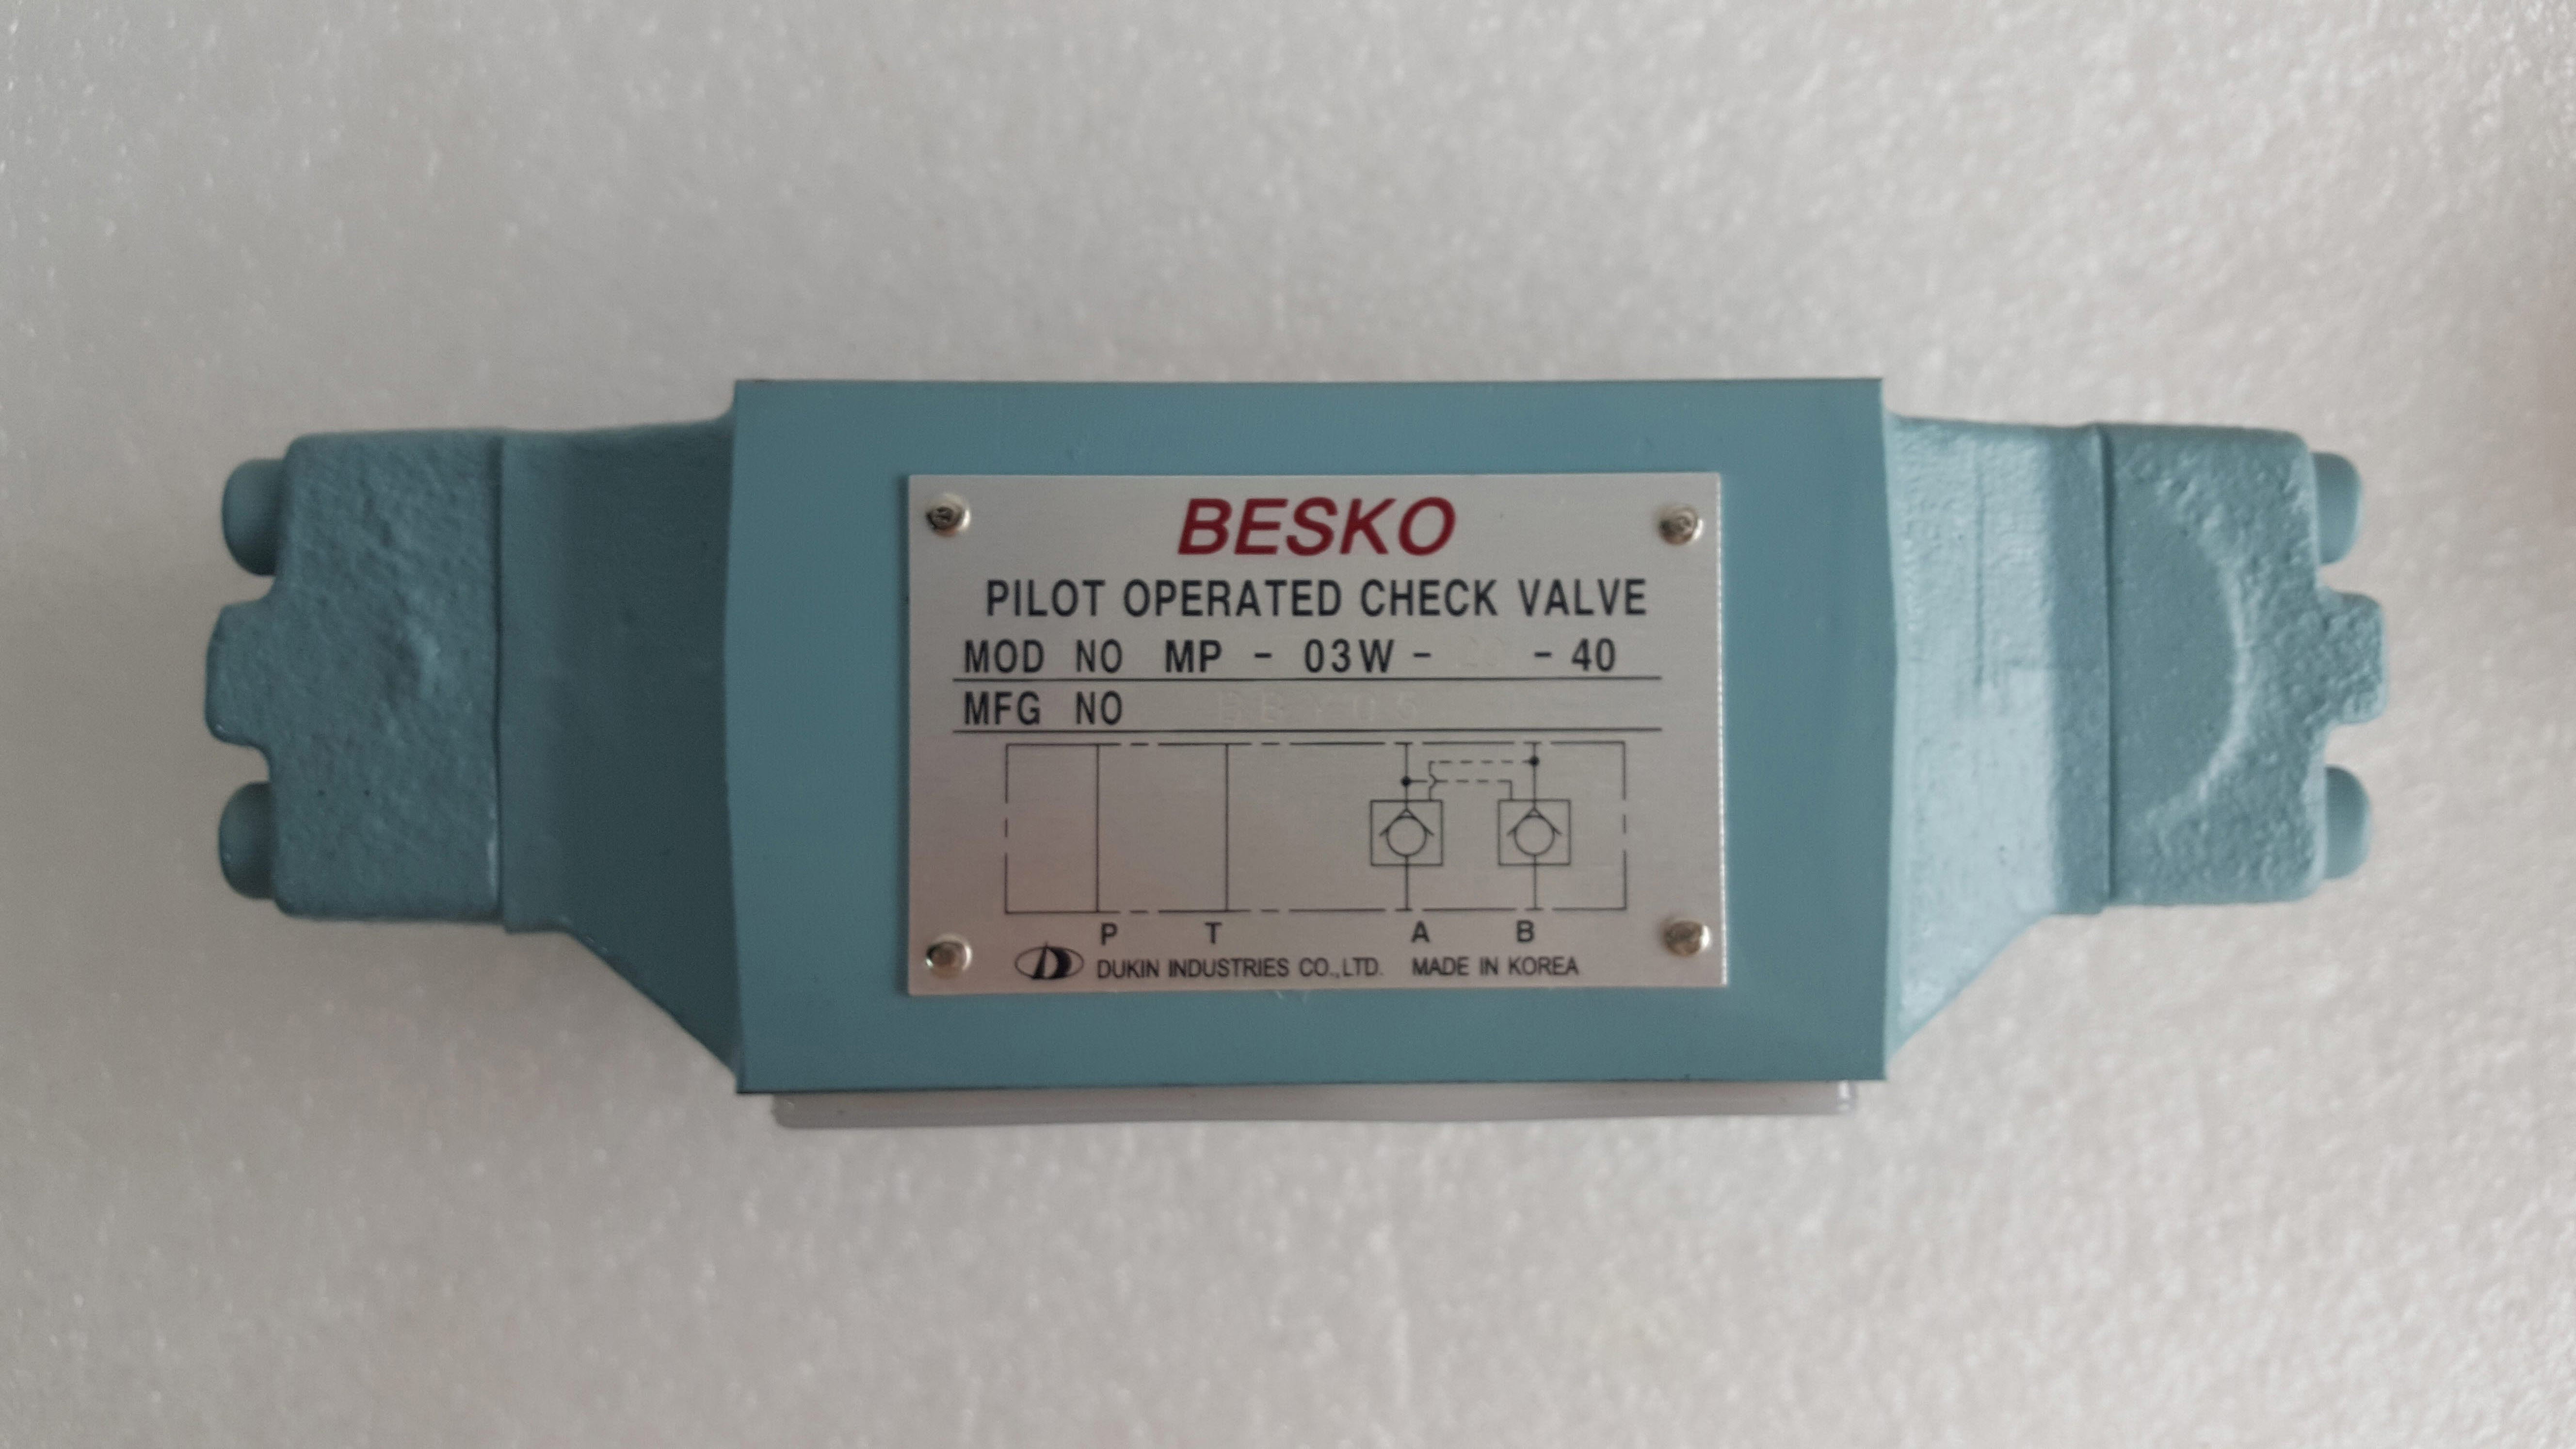 BESKO
PILOT OPERATED CHECK VALVE
MOD NO MP - 03W - - 40
MFG NO
P T A B
DUKIN INDUSTRIES CO.,LTD. MADE IN KOREA